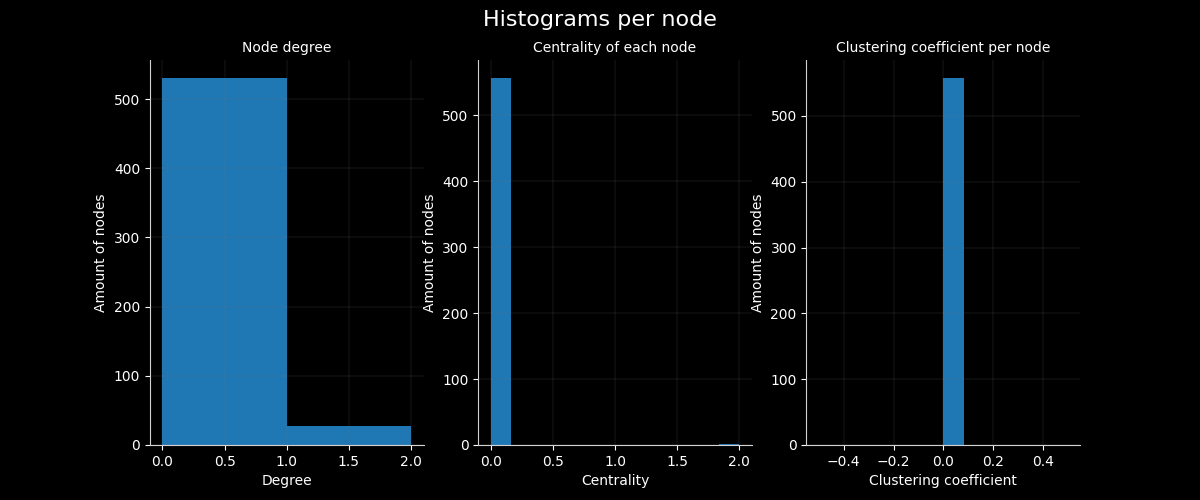 Histograms per node
Node degree
Centrality of each node
Clustering coefficient per node
Amount of nodes
500
400
300
200
100
0
0.0 0.5 1.0 1.5 2.0
Degree
Amount of nodes
500
400
300
200
100
0
0.0 0.5 1.0 1.5 2.0
Centrality
Amount of nodes
500
400
300
200
100
0
−0.4 −0.2 0.0 0.2 0.4
Clustering coefficient